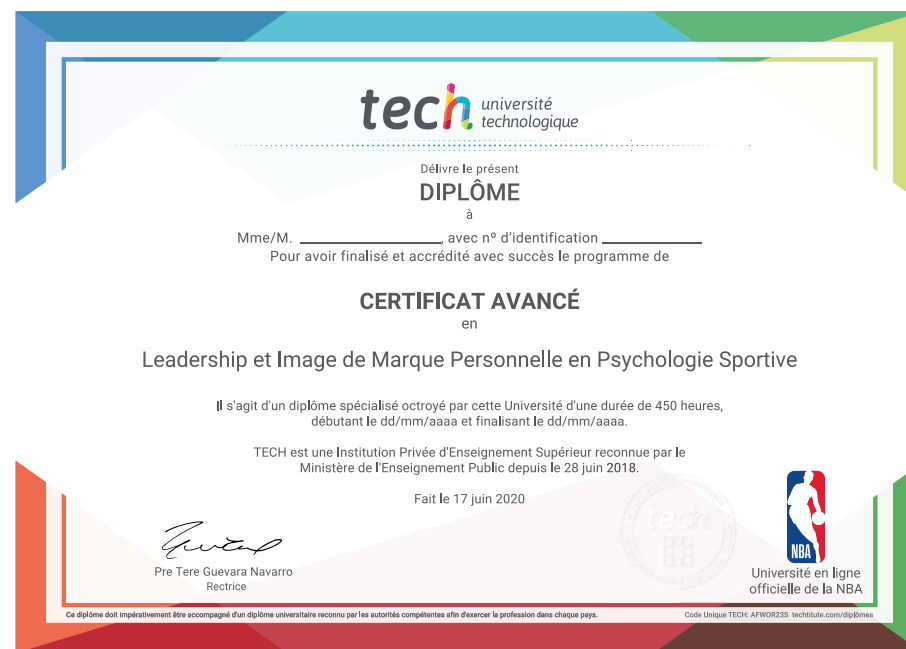 tech université
technologique
Délivre le présent
DIPLÔME
à
Mme/M. ____________________, avec nº d'identification ______________
Pour avoir finalisé et accrédité avec succès le programme de
CERTIFICAT AVANCÉ
en
Leadership et Image de Marque Personnelle en Psychologie Sportive
Il s'agit d'un diplôme spécialisé octroyé par cette Université d'une durée de 450 heures,
débutant le dd/mm/aaaa et finalisant le dd/mm/aaaa.
TECH est une Institution Privée d'Enseignement Supérieur reconnue par le
Ministère de l'Enseignement Public depuis le 28 juin 2018.
Fait le 17 juin 2020
tech
NBA
Pre Tere Guevara Navarro
Rectrice
Université en ligne
officielle de la NBA
Ce diplôme doit impérativement être accompagné d'un diplôme universitaire reconnu par les autorités compétentes afin d'exercer la profession dans chaque pays.
Code Unique TECH: AFWOR23S techtitute.com/diplômes